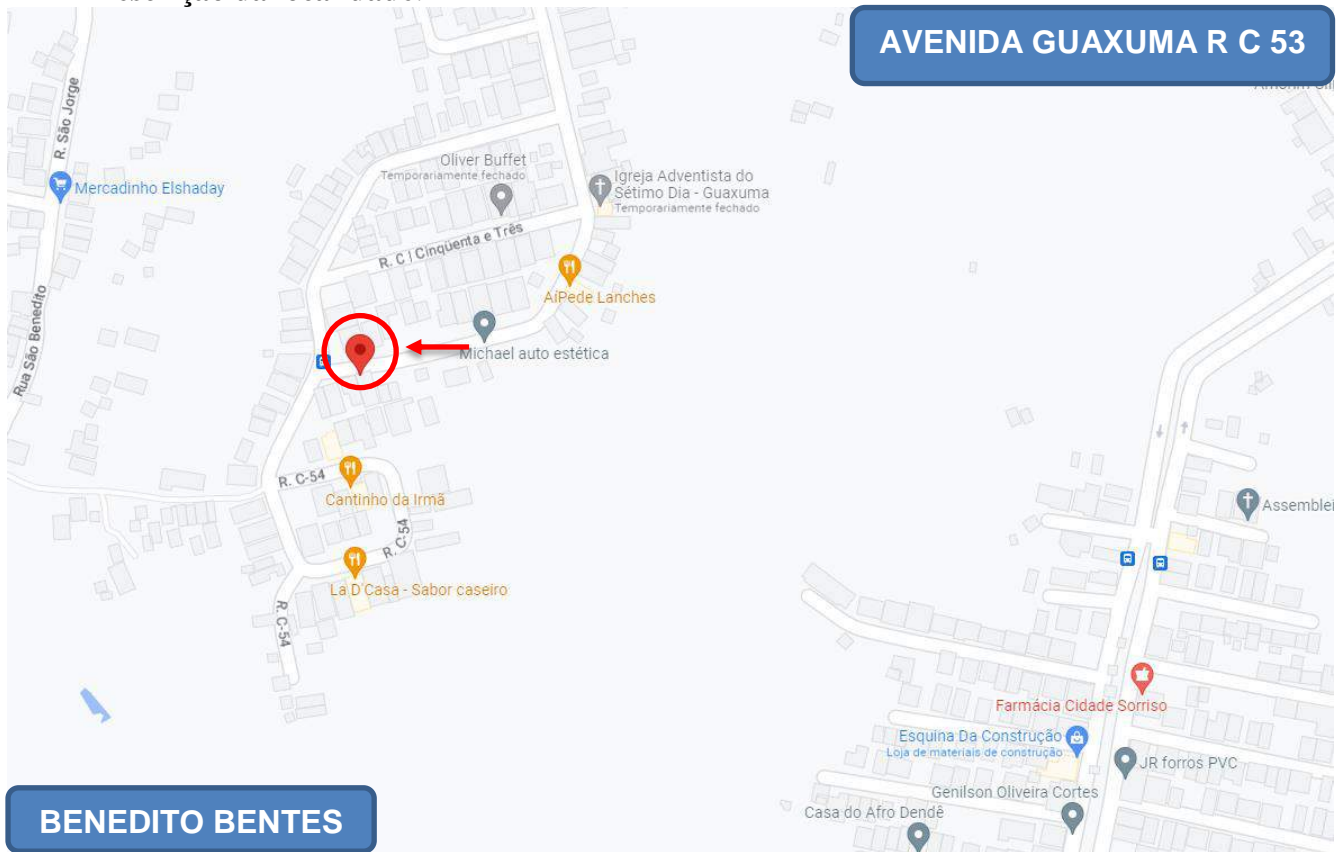 AVENIDA GUAXUMA R C 53
R. São Jorge
Mercadinho Elshaday
Oliver Buffet
Temporariamente fechado
Igreja Adventista do
Sétimo Dia - Guaxuma
Temporariamente fechado
R. C | Cinqüenta e Três
AiPede Lanches
Rua São Benedito
Michael auto estética
R. C-54
Cantinho da Irmã
R. C-54
La D'Casa - Sabor caseiro
R. C-54
Assemblei
Farmácia Cidade Sorriso
Esquina Da Construção
Loja de materiais de construção
JR forros PVC
Genilson Oliveira Cortes
Casa do Afro Dendê
BENEDITO BENTES